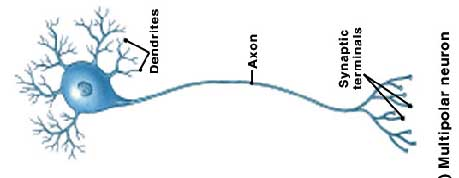 Dendrites
Axon
Synaptic
terminals
) Multipolar neuron